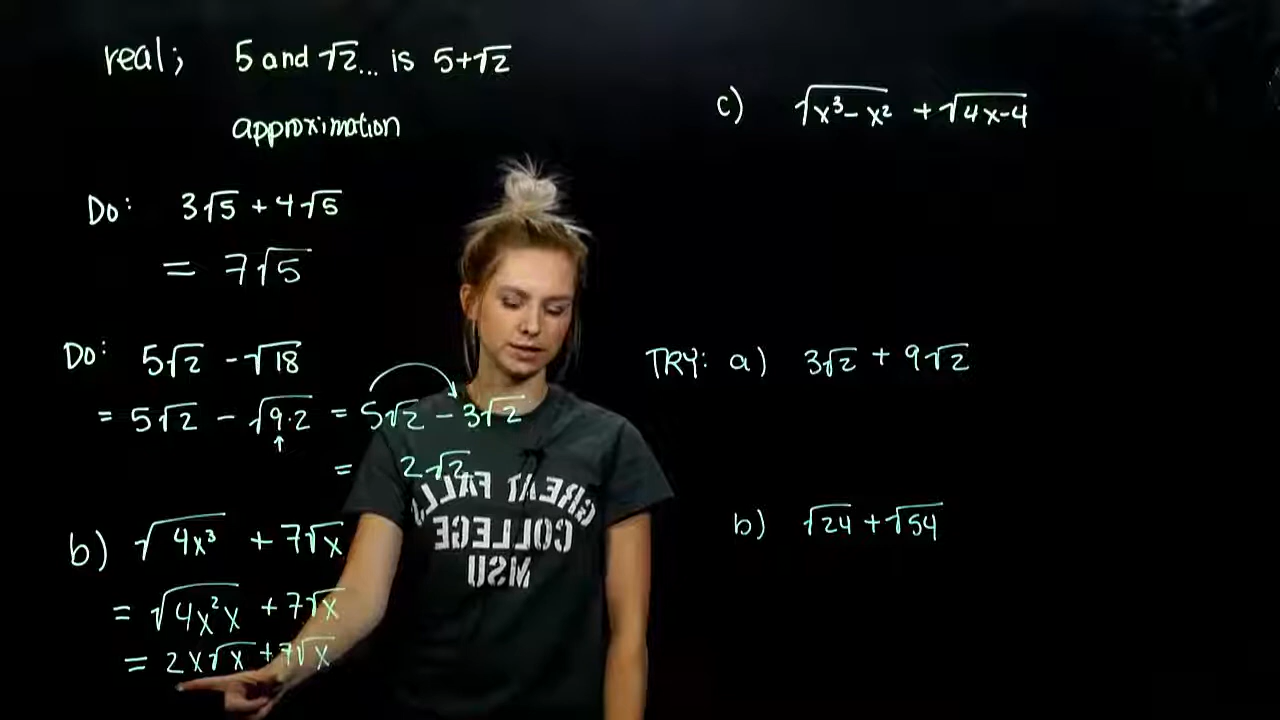 real; 5 and √2... is 5+√2
approximation
Do: 3√5 + 4√5
= 7√5
Do: 5√2 - √18
= 5√2 - √9·2 = 5√2 - 3√2
= 2√2
b) √4x³ + 7√x
= √4x²x + 7√x
= 2x√x + 7√x
c) √x³-x² + √4x-4
TRY: a) 3√2 + 9√2
b) √24 + √54
GREAT FALLS
COLLEGE
MSU